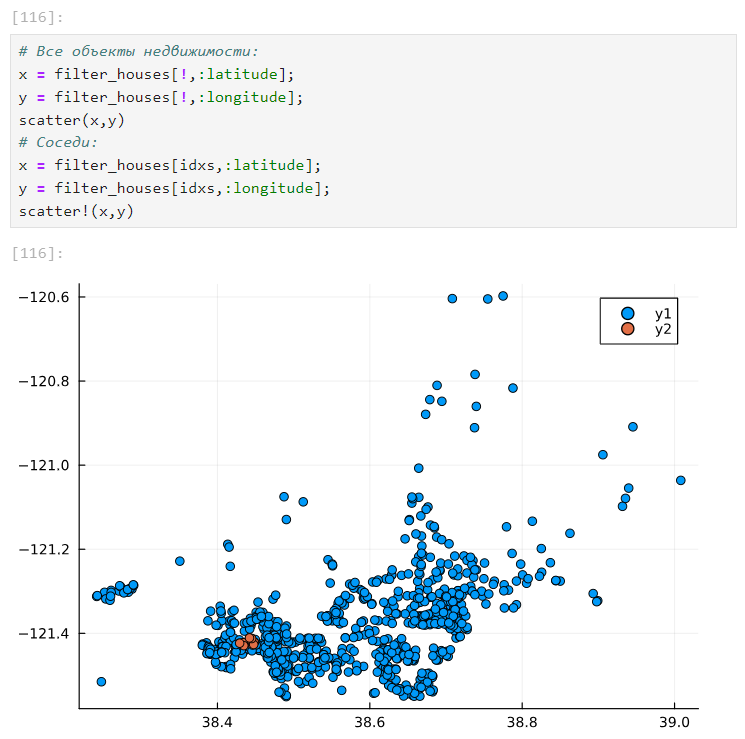 [116]:
# Все объекты недвижимости:
x = filter_houses[!,:latitude];
y = filter_houses[!,:longitude];
scatter(x,y)
# Соседи:
x = filter_houses[idxs,:latitude];
y = filter_houses[idxs,:longitude];
scatter!(x,y)
[116]:
−120.6
−120.8
−121.0
−121.2
−121.4
y1
y2
38.4 38.6 38.8 39.0